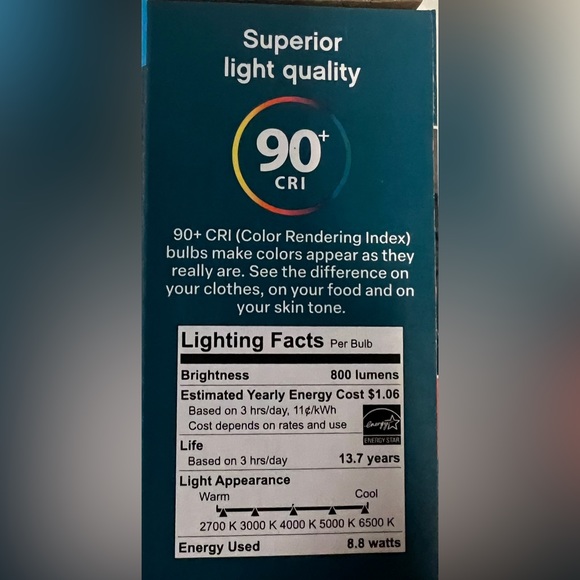 Superior
light quality
90+
CRI
90+ CRI (Color Rendering Index)
bulbs make colors appear as they
really are. See the difference on
your clothes, on your food and on
your skin tone.
Lighting Facts Per Bulb
Brightness 800 lumens
Estimated Yearly Energy Cost $1.06
Based on 3 hrs/day, 11¢/kWh
Cost depends on rates and use
energy
ENERGY STAR
Life
Based on 3 hrs/day 13.7 years
Light Appearance
Warm Cool
2700 K 3000 K 4000 K 5000 K 6500 K
Energy Used 8.8 watts